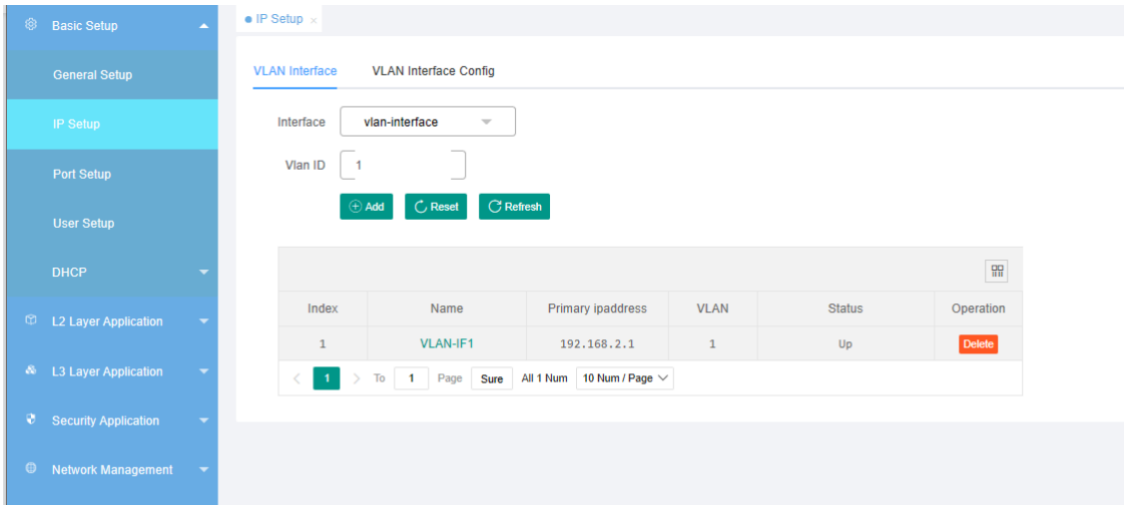 Basic Setup
General Setup
IP Setup
Port Setup
User Setup
DHCP
L2 Layer Application
L3 Layer Application
Security Application
Network Management
IP Setup ×
VLAN Interface VLAN Interface Config
Interface vlan-interface
Vlan ID 1
Add Reset Refresh
Index Name Primary ipaddress VLAN Status Operation
1 VLAN-IF1 192.168.2.1 1 Up Delete
< 1 > To 1 Page Sure All 1 Num 10 Num / Page